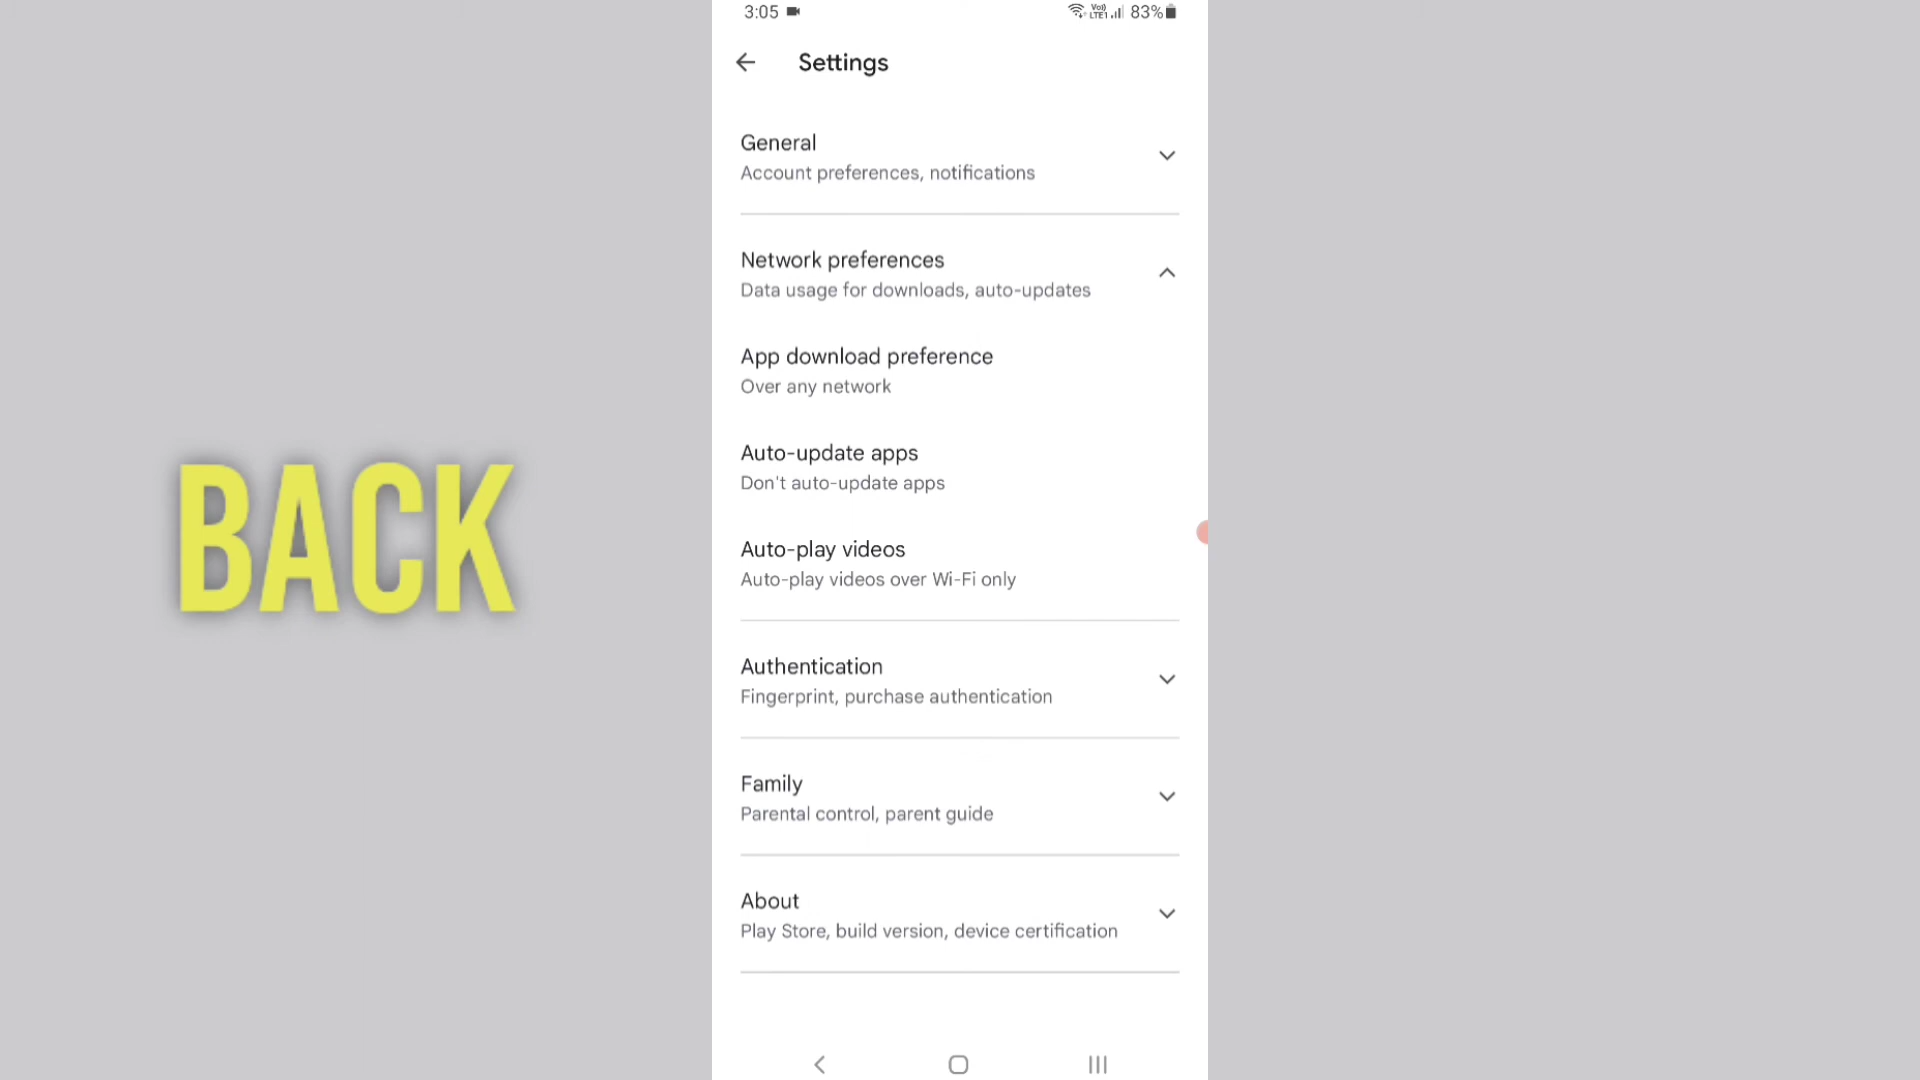 3:05
Vo)) LTE1 83%
Settings
General
Account preferences, notifications
Network preferences
Data usage for downloads, auto-updates
App download preference
Over any network
Auto-update apps
Don't auto-update apps
BACK
Auto-play videos
Auto-play videos over Wi-Fi only
Authentication
Fingerprint, purchase authentication
Family
Parental control, parent guide
About
Play Store, build version, device certification